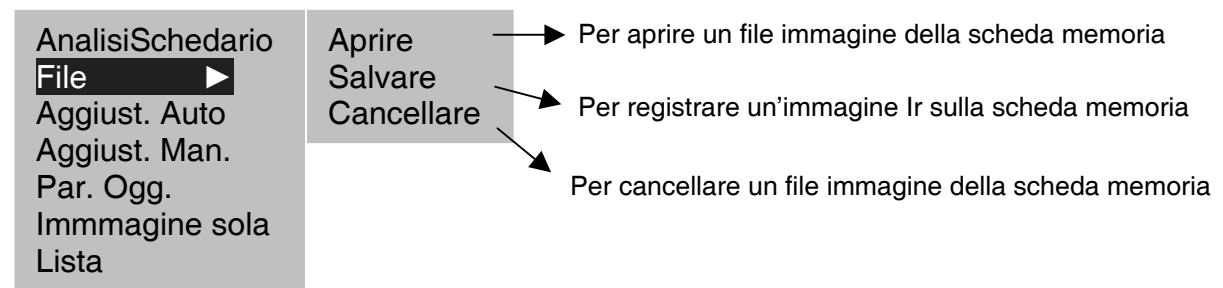 AnalisiSchedario
File ►
Aggiust. Auto
Aggiust. Man.
Par. Ogg.
Immmagine sola
Lista
Aprire
Salvare
Cancellare
Per aprire un file immagine della scheda memoria
Per registrare un'immagine Ir sulla scheda memoria
Per cancellare un file immagine della scheda memoria